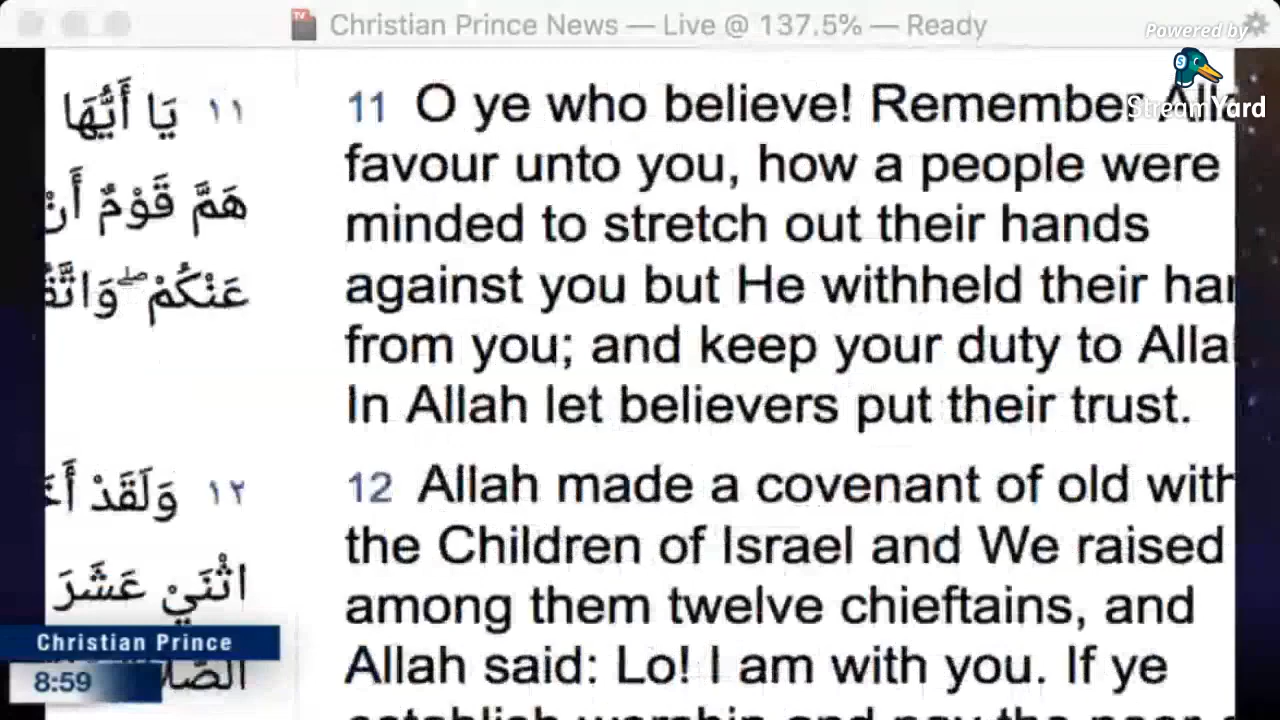 Christian Prince News — Live @ 137.5% — Ready
Powered by
StreamYard
١١ يَا أَيُّهَا
هَمَّ قَوْمٌ أَنْ
عَنْكُمْ ۖ
11 O ye who believe! Remember
favour unto you, how a people were
minded to stretch out their hands
against you but He withheld their
from you; and keep your duty to
In Allah let believers put their trust.
١٢ وَلَقَدْ
اثْنَيْ عَشَرَ
12 Allah made a covenant of old with
the Children of Israel and We raised
among them twelve chieftains, and
Allah said: Lo! I am with you. If ye
Christian Prince
8:59